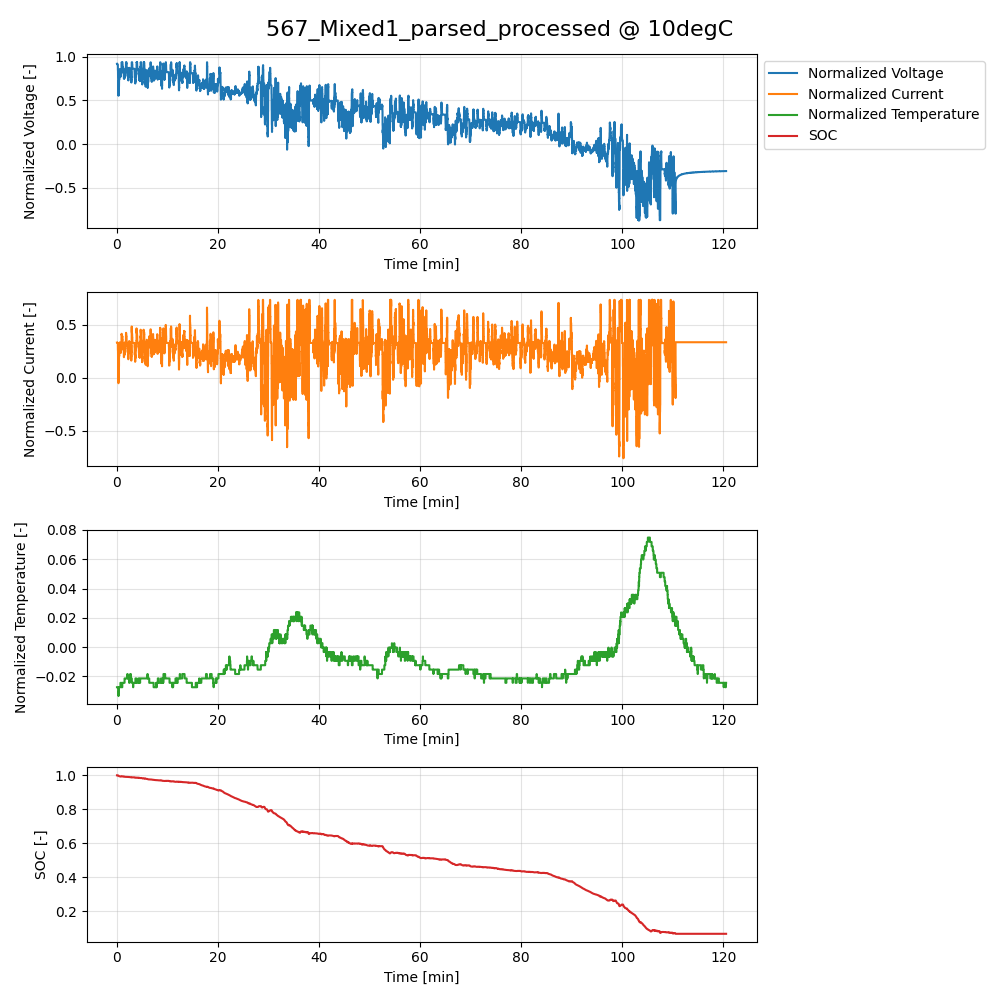 567_Mixed1_parsed_processed @ 10degC
Normalized Voltage [-]
1.0
0.5
0.0
−0.5
0 20 40 60 80 100 120
Time [min]
Normalized Voltage
Normalized Current
Normalized Temperature
SOC
Normalized Current [-]
0.5
0.0
−0.5
0 20 40 60 80 100 120
Time [min]
Normalized Temperature [-]
0.08
0.06
0.04
0.02
0.00
−0.02
0 20 40 60 80 100 120
Time [min]
SOC [-]
1.0
0.8
0.6
0.4
0.2
0 20 40 60 80 100 120
Time [min]